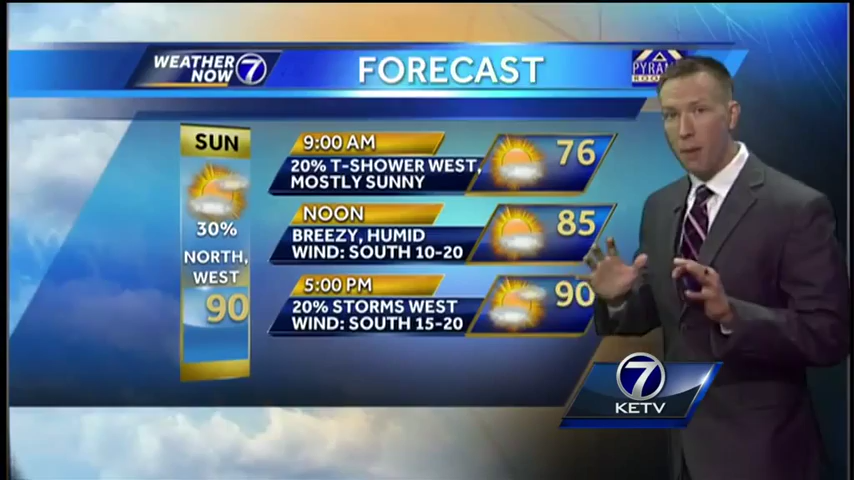 WEATHER
NOW 7
FORECAST
PYRAM
ROO
SUN
30%
NORTH,
WEST
90
9:00 AM
20% T-SHOWER WEST,
MOSTLY SUNNY
76
NOON
BREEZY, HUMID
WIND: SOUTH 10-20
85
5:00 PM
20% STORMS WEST
WIND: SOUTH 15-20
90
7
KETV